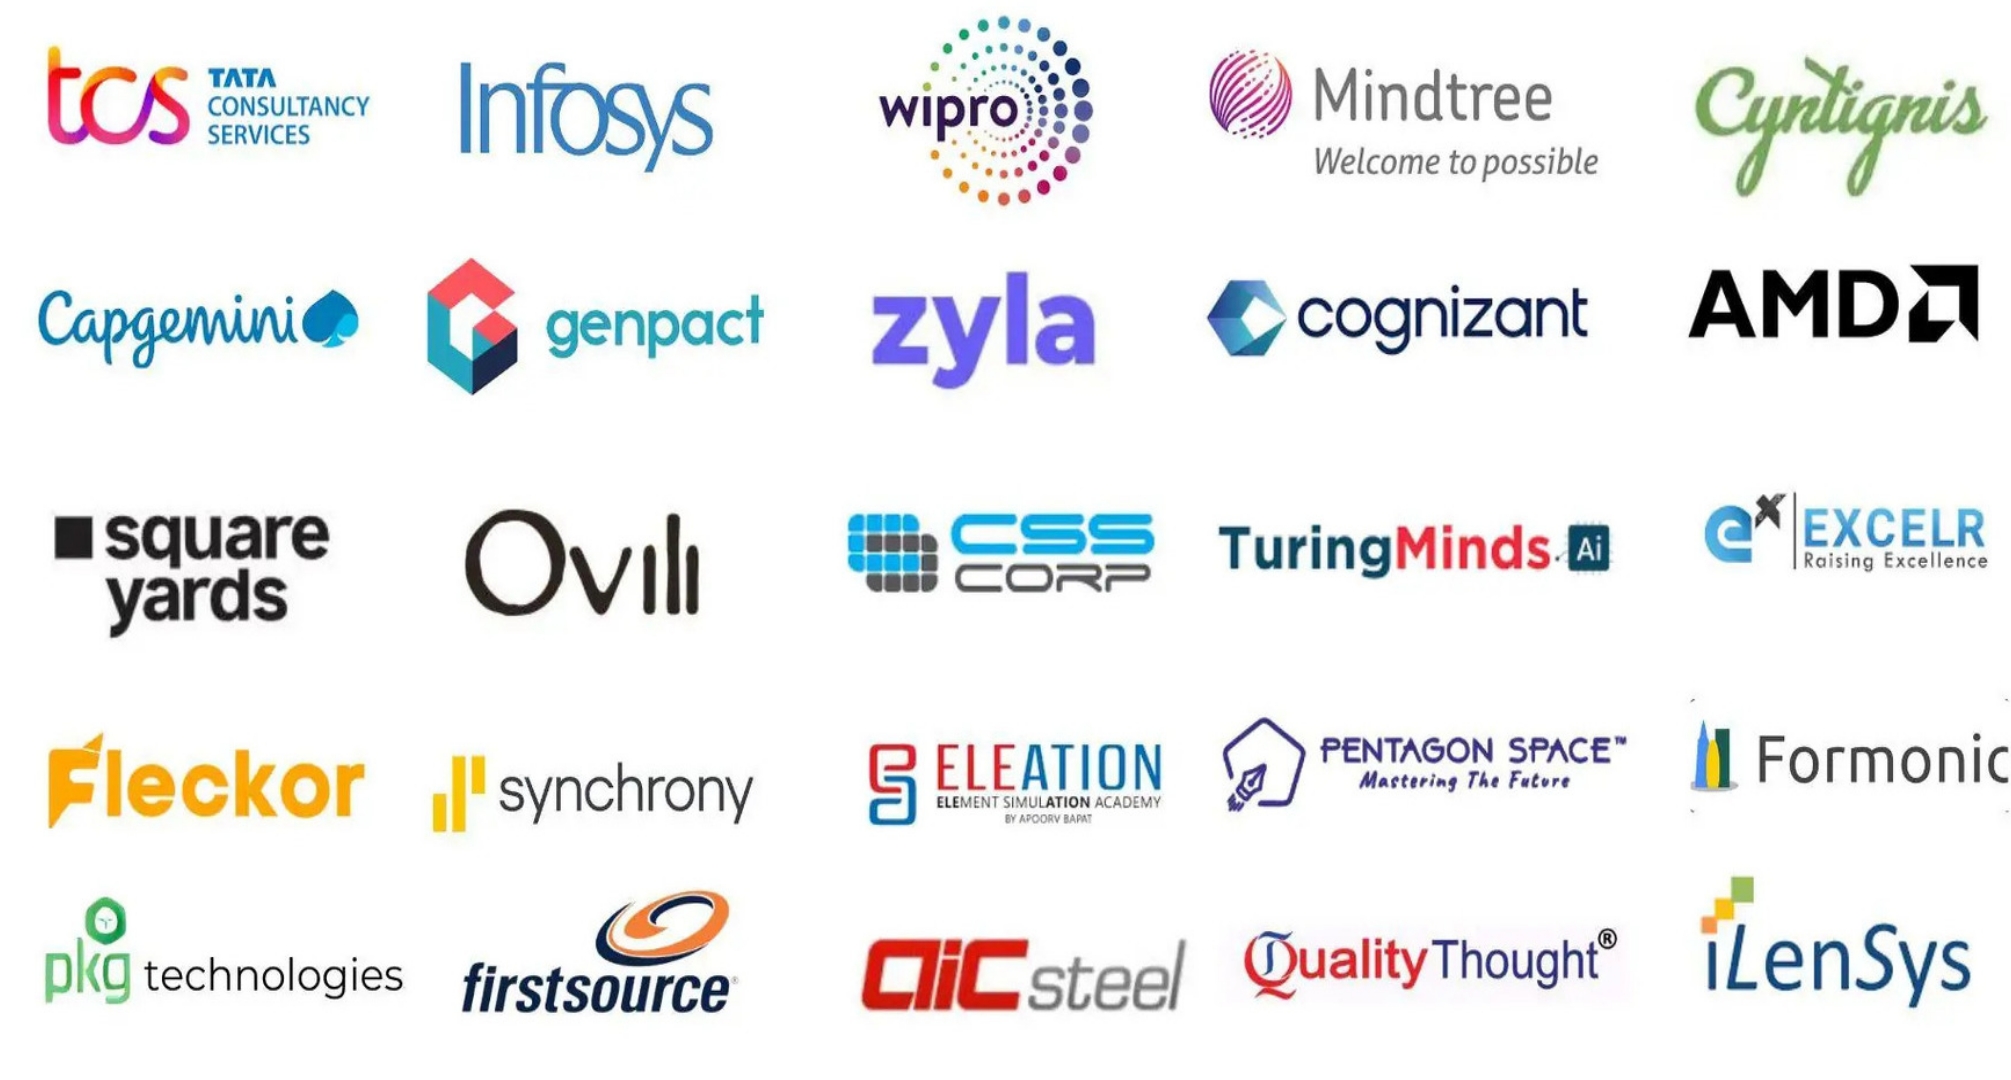 tcs TATA
CONSULTANCY
SERVICES
Infosys
wipro
Mindtree
Welcome to possible
Cyntignis
Capgemini
genpact
zyla
cognizant
AMD
square
yards
Ovili
CSS
CORP
TuringMinds.Ai
ex EXCELR
Raising Excellence
Fleckor
synchrony
ELEATION
ELEMENT SIMULATION ACADEMY
BY APOORV BAPAT
PENTAGON SPACE™
Mastering The Future
Formonic
pkg technologies
firstsource
aic steel
QualityThought®
iLenSys